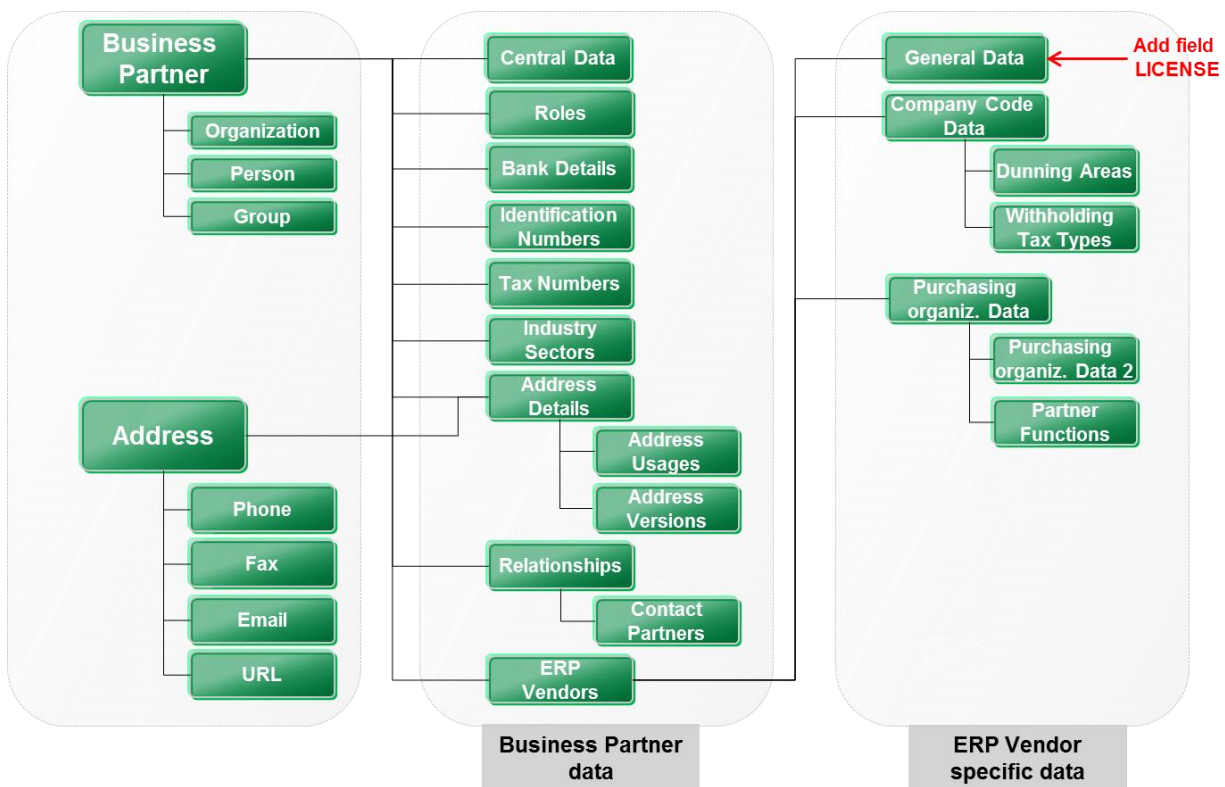 Business
Partner
Organization
Person
Group
Address
Phone
Fax
Email
URL
Central Data
Roles
Bank Details
Identification
Numbers
Tax Numbers
Industry
Sectors
Address
Details
Address
Usages
Address
Versions
Relationships
Contact
Partners
ERP
Vendors
Business Partner
data
General Data
Add field
LICENSE
Company Code
Data
Dunning Areas
Withholding
Tax Types
Purchasing
organiz. Data
Purchasing
organiz. Data 2
Partner
Functions
ERP Vendor
specific data